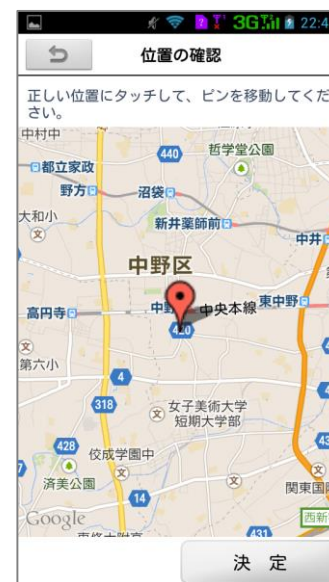 3G 22:4
位置の確認
正しい位置にタッチして、ピンを移動してくだ
さい。
中村中
440
哲学堂公園
都立家政
野方
沼袋
大和小
新井薬師前
中井
中野区
高円寺
中野
中央本線
東中野
420
第六小
4
318
女子美術大学
短期大学部
428
佼成学園中
済美公園
14
関東国
Google
西新
431
決 定